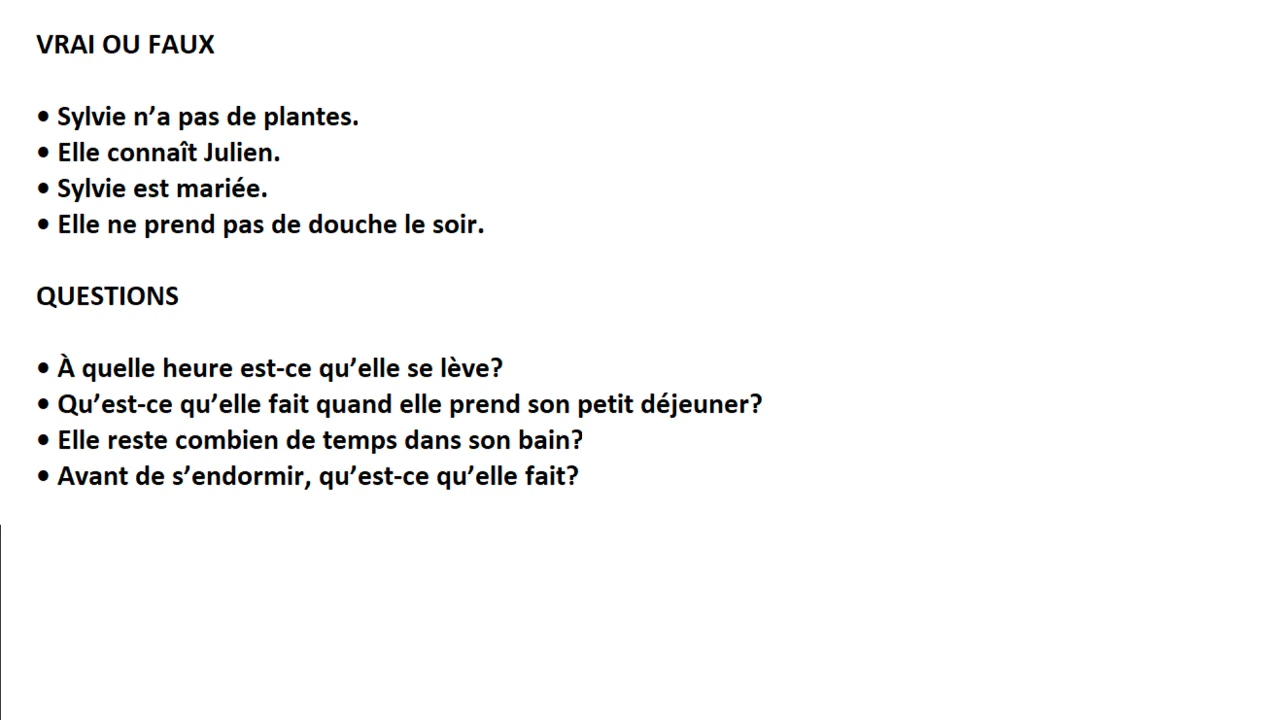 VRAI OU FAUX
• Sylvie n’a pas de plantes.
• Elle connaît Julien.
• Sylvie est mariée.
• Elle ne prend pas de douche le soir.
QUESTIONS
• À quelle heure est-ce qu’elle se lève?
• Qu’est-ce qu’elle fait quand elle prend son petit déjeuner?
• Elle reste combien de temps dans son bain?
• Avant de s’endormir, qu’est-ce qu’elle fait?